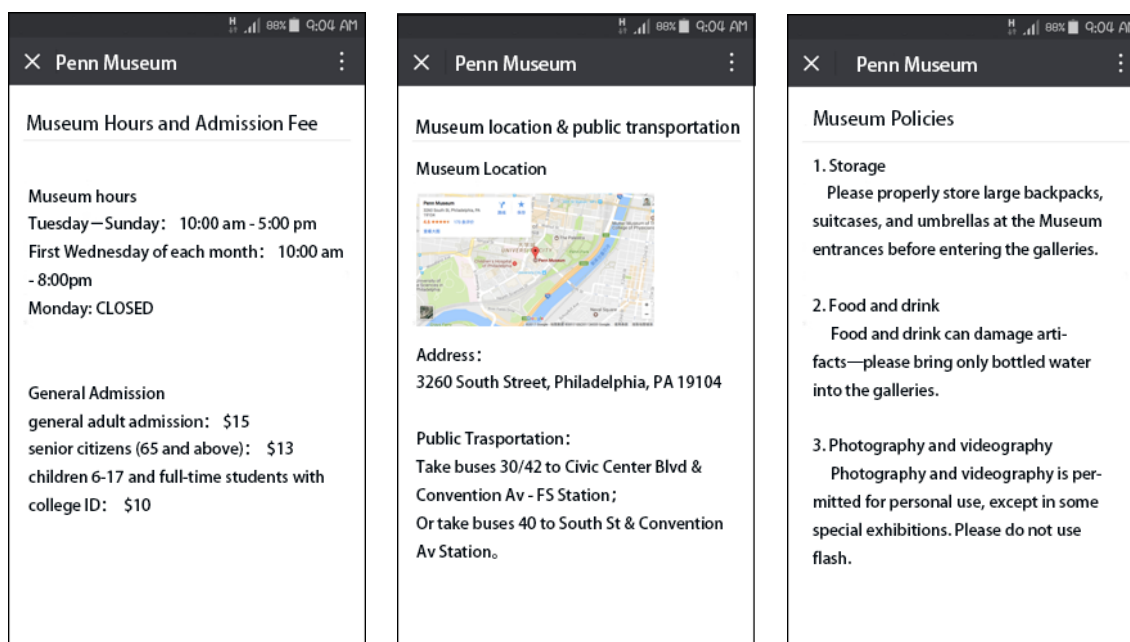 88% 9:04 AM
Penn Museum
Museum Hours and Admission Fee
Museum hours
Tuesday—Sunday： 10:00 am - 5:00 pm
First Wednesday of each month： 10:00 am
- 8:00pm
Monday: CLOSED
General Admission
general adult admission： $15
senior citizens (65 and above)： $13
children 6-17 and full-time students with
college ID： $10
88% 9:04 AM
Penn Museum
Museum location & public transportation
Museum Location
Penn Museum
Address：
3260 South Street, Philadelphia, PA 19104
Public Trasportation：
Take buses 30/42 to Civic Center Blvd &
Convention Av - FS Station；
Or take buses 40 to South St & Convention
Av Station。
88% 9:04 AM
Penn Museum
Museum Policies
1. Storage
Please properly store large backpacks,
suitcases, and umbrellas at the Museum
entrances before entering the galleries.
2. Food and drink
Food and drink can damage arti-
facts—please bring only bottled water
into the galleries.
3. Photography and videography
Photography and videography is per-
mitted for personal use, except in some
special exhibitions. Please do not use
flash.